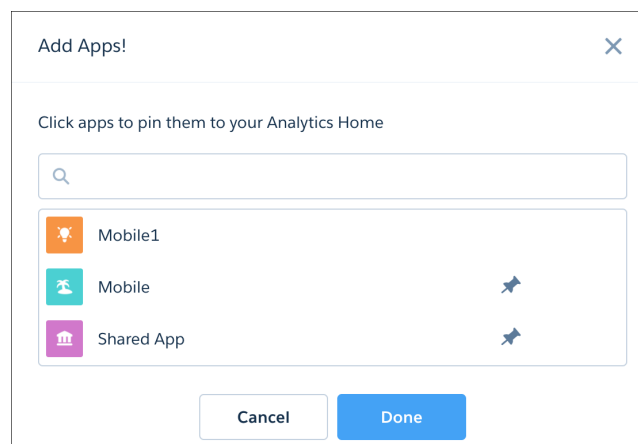 Add Apps!
Click apps to pin them to your Analytics Home
Mobile1
Mobile
Shared App
Cancel
Done